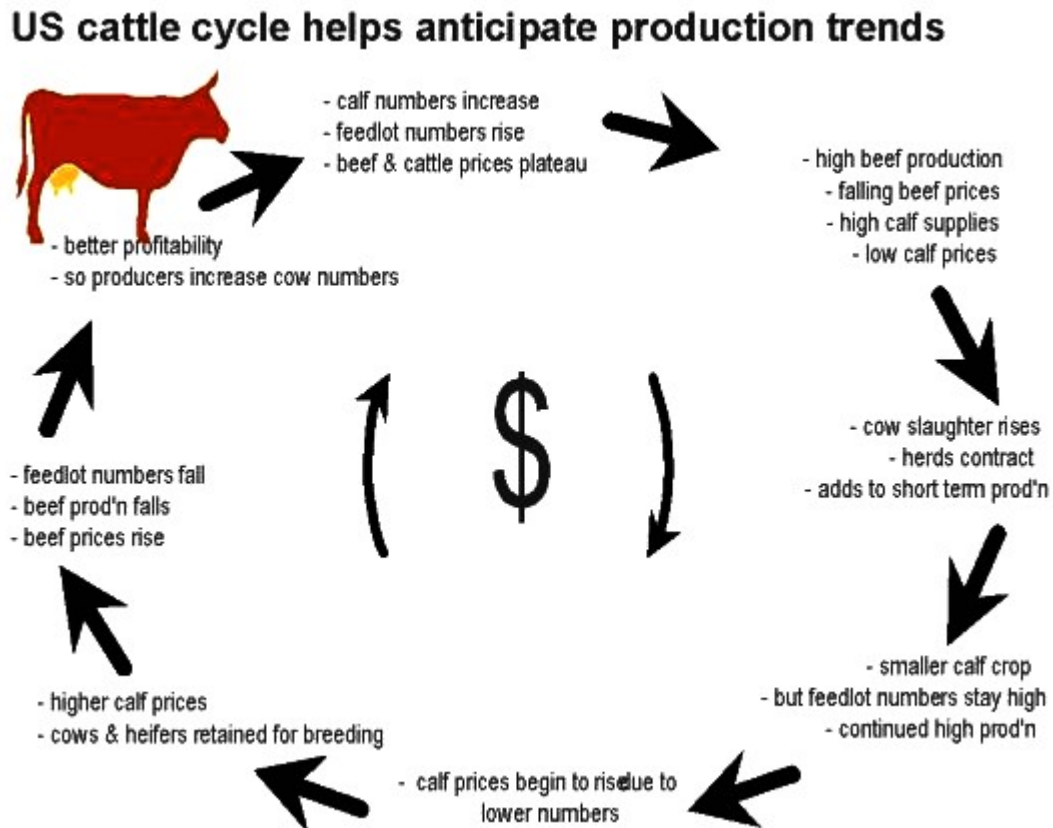 US cattle cycle helps anticipate production trends
- calf numbers increase
- feedlot numbers rise
- beef & cattle prices plateau
- high beef production
- falling beef prices
- high calf supplies
- low calf prices
- cow slaughter rises
- herds contract
- adds to short term prod'n
- smaller calf crop
- but feedlot numbers stay high
- continued high prod'n
- calf prices begin to rise due to
lower numbers
- higher calf prices
- cows & heifers retained for breeding
- feedlot numbers fall
- beef prod'n falls
- beef prices rise
- better profitability
- so producers increase cow numbers
$